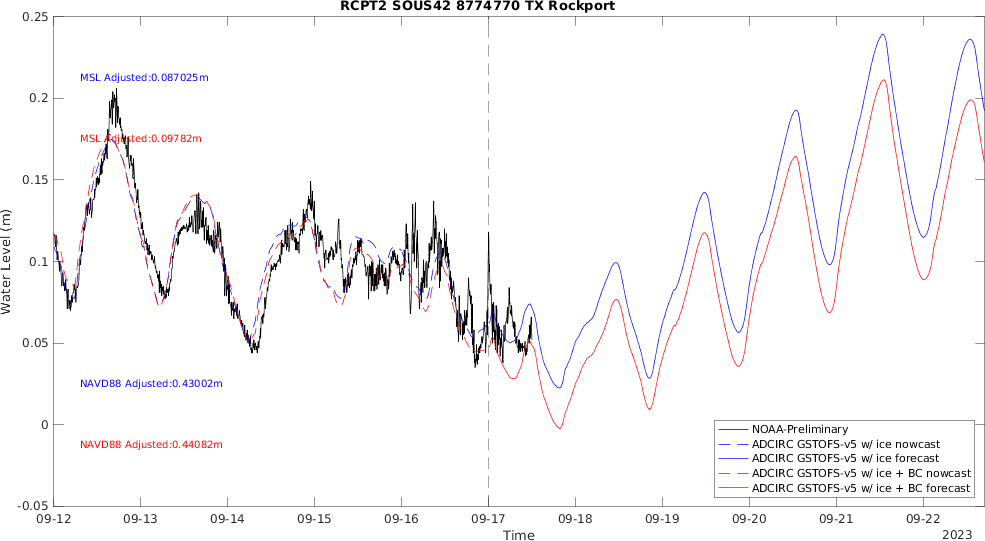 RCPT2 SOUS42 8774770 TX Rockport
0.25
0.2
0.15
0.1
0.05
0
-0.05
Water Level (m)
MSL Adjusted:0.087025m
MSL Adjusted:0.09782m
NAVD88 Adjusted:0.43002m
NAVD88 Adjusted:0.44082m
NOAA-Preliminary
ADCIRC GSTOFS-v5 w/ ice nowcast
ADCIRC GSTOFS-v5 w/ ice forecast
ADCIRC GSTOFS-v5 w/ ice + BC nowcast
ADCIRC GSTOFS-v5 w/ ice + BC forecast
09-12 09-13 09-14 09-15 09-16 09-17 09-18 09-19 09-20 09-21 09-22
Time
2023